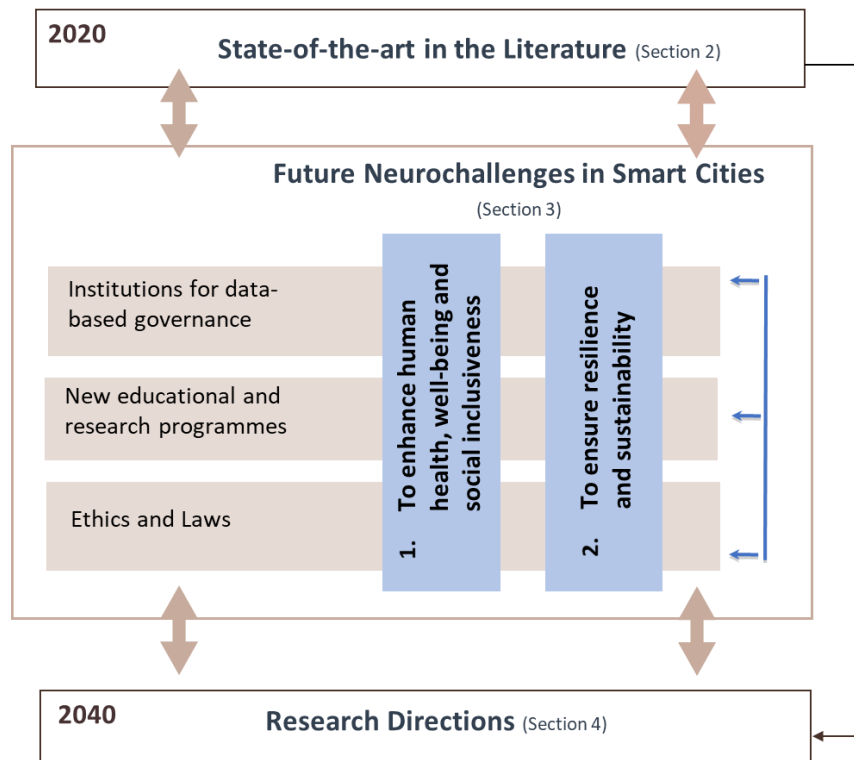 2020
State-of-the-art in the Literature (Section 2)
Future Neurochallenges in Smart Cities
(Section 3)
Institutions for data-
based governance
New educational and
research programmes
Ethics and Laws
1. To enhance human
health, well-being and
social inclusiveness
2. To ensure resilience
and sustainability
2040
Research Directions (Section 4)